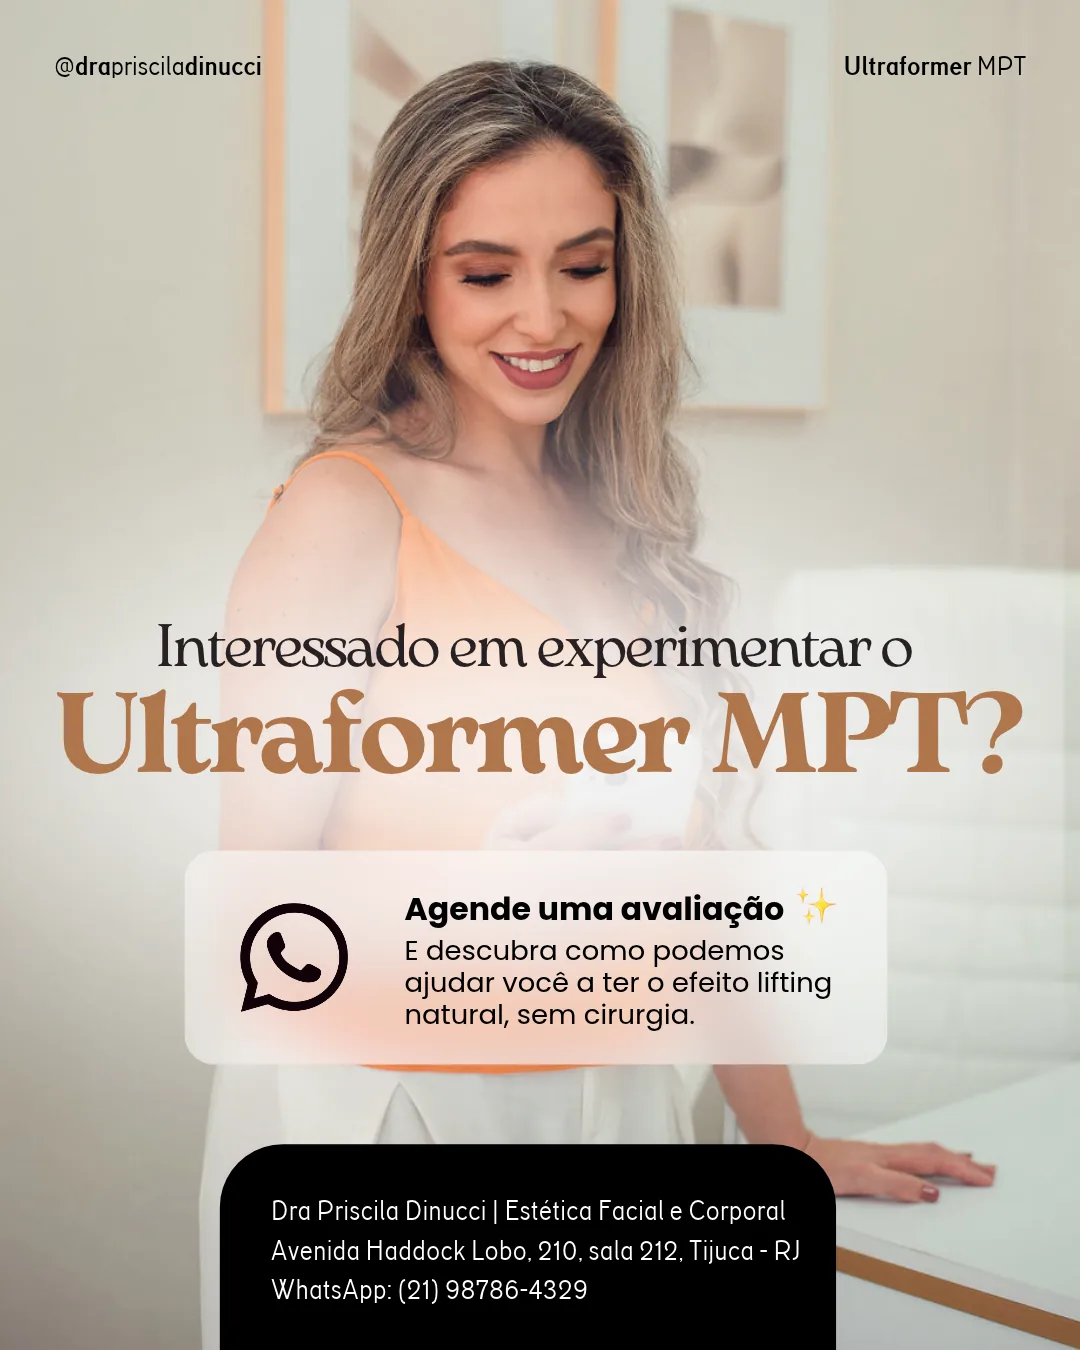 @draprisciladinucci
Ultraformer MPT
Interessado em experimentar o
Ultraformer MPT?
Agende uma avaliação ✨
E descubra como podemos
ajudar você a ter o efeito lifting
natural, sem cirurgia.
Dra Priscila Dinucci | Estética Facial e Corporal
Avenida Haddock Lobo, 210, sala 212, Tijuca - RJ
WhatsApp: (21) 98786-4329